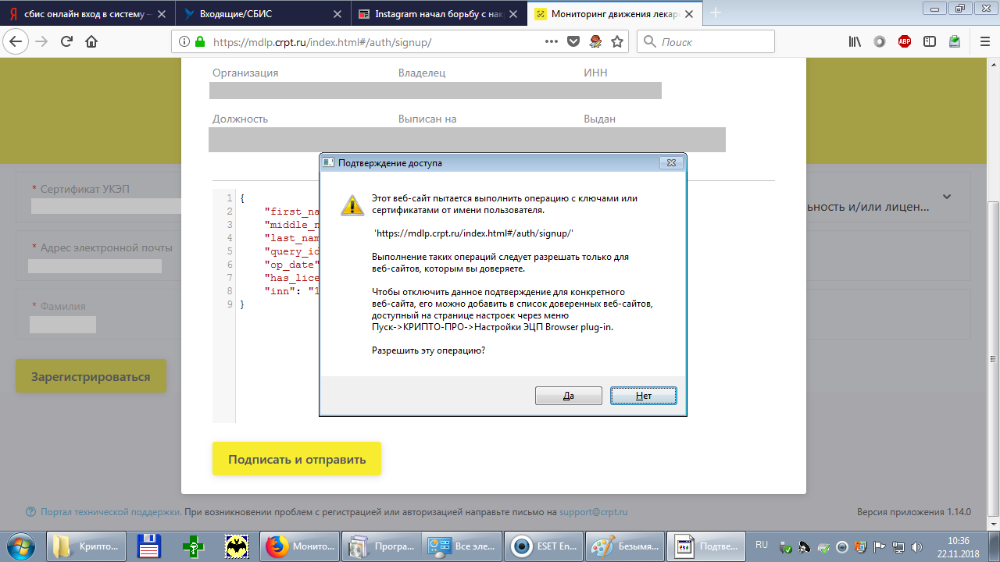 сбис онлайн вход в систему —
Входящие/СБИС
Instagram начал борьбу с нак
Мониторинг движения лекаро
https://mdlp.crpt.ru/index.html#/auth/signup/
Поиск
ABP
Организация Владелец ИНН
Должность Выписан на Выдан
Подтверждение доступа
Этот веб-сайт пытается выполнить операцию с ключами или
сертификатами от имени пользователя.
'https://mdlp.crpt.ru/index.html#/auth/signup/'
Выполнение таких операций следует разрешать только для
веб-сайтов, которым вы доверяете.
Чтобы отключить данное подтверждение для конкретного
веб-сайта, его можно добавить в список доверенных веб-сайтов,
доступный на странице настроек через меню
Пуск->КРИПТО-ПРО->Настройки ЭЦП Browser plug-in.
Разрешить эту операцию?
Да Нет
* Сертификат УКЭП
ьность и/или лицен...
* Адрес электронной почты
* Фамилия
Зарегистрироваться
1 {
2 "first_na
3 "middle_n
4 "last_nam
5 "query_id
6 "op_date"
7 "has_lice
8 "inn": "1
9 }
Подписать и отправить
Портал технической поддержки. При возникновении проблем с регистрацией или авторизацией направьте письмо на support@crpt.ru
Версия приложения 1.14.0
Крипто...
Монито...
Програ...
Все эле...
ESET En...
Безымя...
Подтве...
RU
10:36
22.11.2018